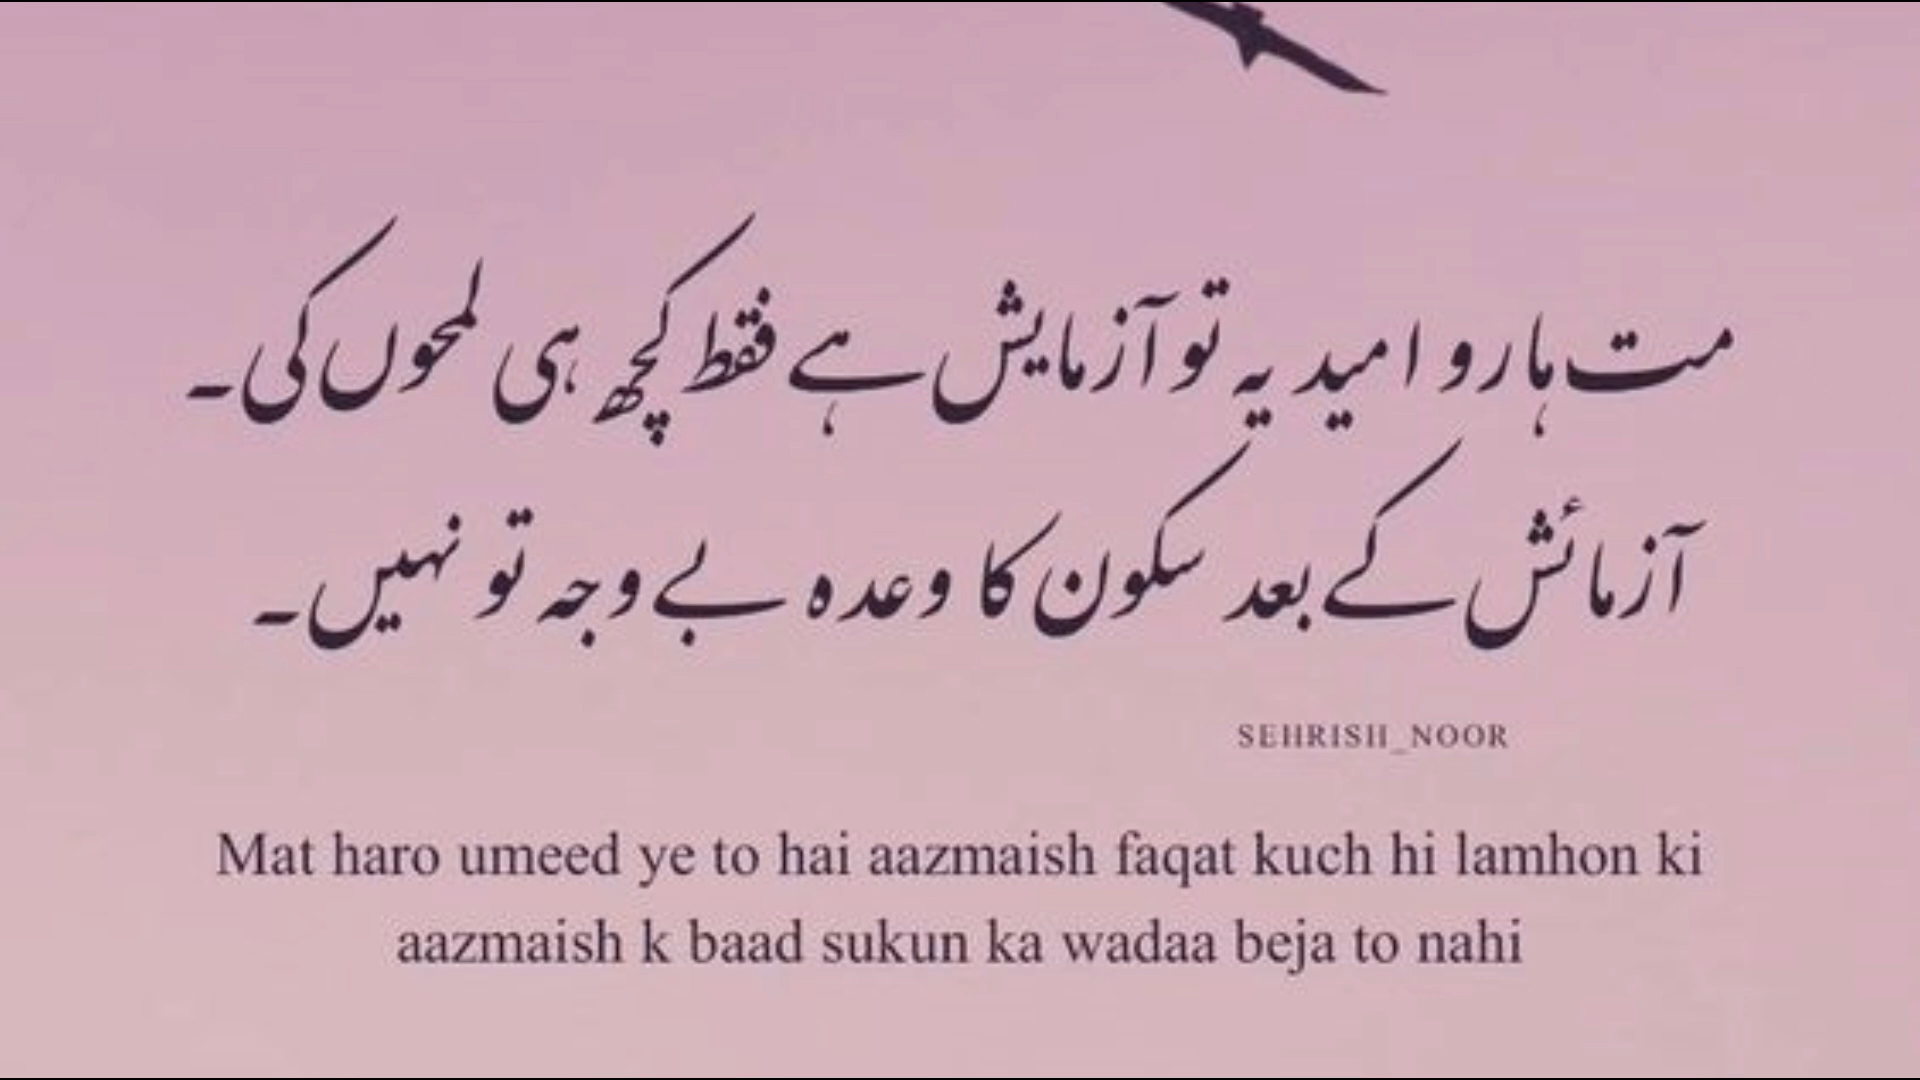 مت ہارو امید یہ تو آزمایش ہے فقط کچھ ہی لمحوں کی۔
آزمائش کے بعد سکون کا وعدہ بے وجہ تو نہیں۔
SEHRISH_NOOR
Mat haro umeed ye to hai aazmaish faqat kuch hi lamhon ki
aazmaish k baad sukun ka wadaa beja to nahi